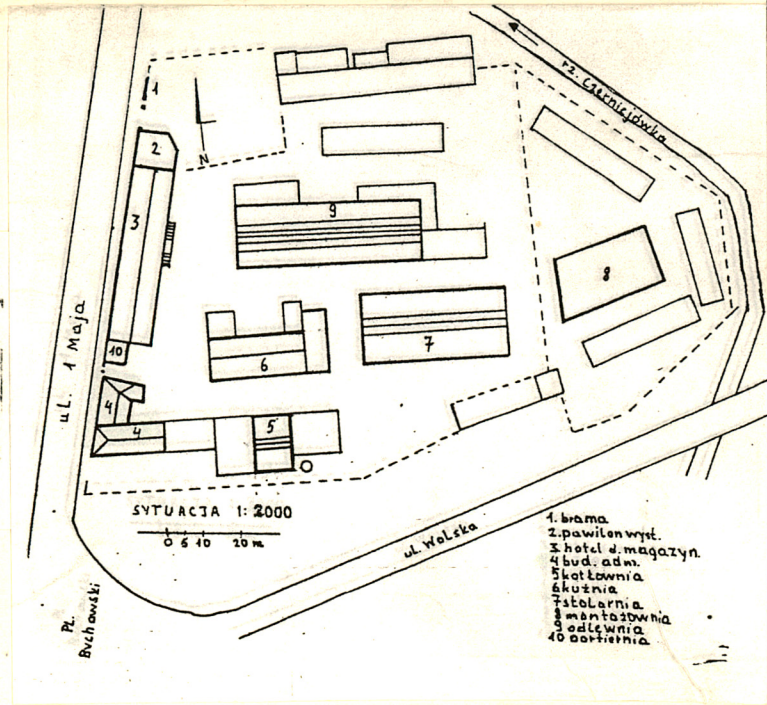 rz. Czerniejówka
1
2
N
3
9
8
ul. 1 Maja
7
10
6
4
4
5
SYTUACJA 1:2000
0 5 10 20 m
ul. Wolska
Pl.
Bychawski
1. brama
2. pawilon wyst.
3. hotel d. magazyn.
4 bud. adm.
5 kotłownia
6 kuźnia
7 stolarnia
8 montażownia
9 odlewnia
10 portiernia